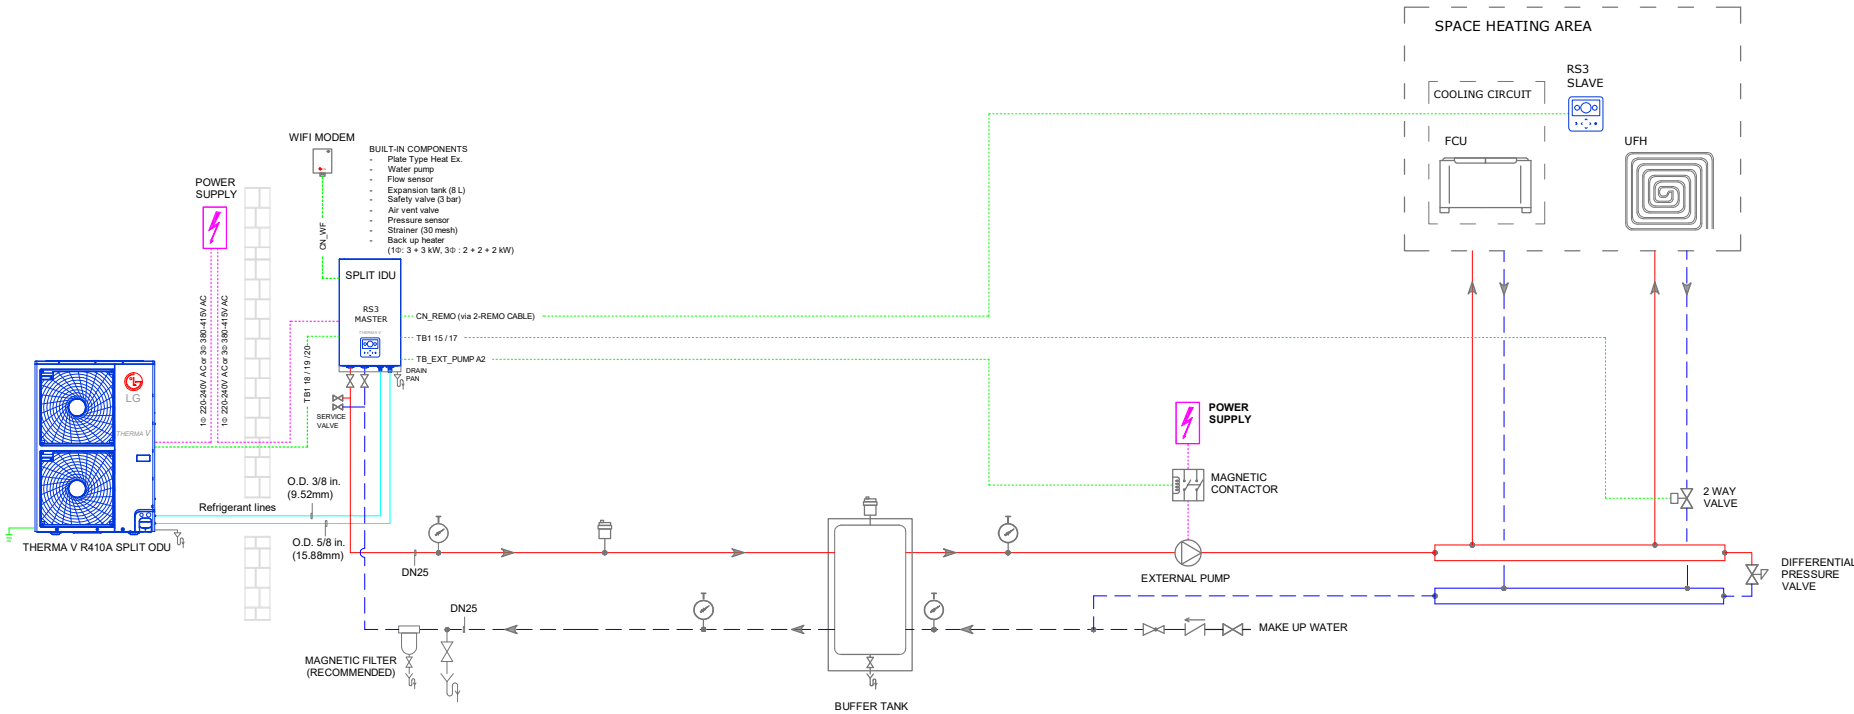 SPACE HEATING AREA
RS3
SLAVE
COOLING CIRCUIT
FCU
UFH
WIFI MODEM
BUILT-IN COMPONENTS
- Plate Type Heat Ex.
- Water pump
- Flow sensor
- Expansion tank (8 L)
- Safety valve (3 bar)
- Air vent valve
- Pressure sensor
- Strainer (30 mesh)
- Back up heater
(1Φ: 3 + 3 kW, 3Φ : 2 + 2 + 2 kW)
POWER
SUPPLY
CN_WF
1Φ 220-240V AC or 3Φ 380-415V AC
1Φ 220-240V AC or 3Φ 380-415V AC
SPLIT IDU
RS3
MASTER
THERMA V
CN_REMO (via 2-REMO CABLE)
TB1 15 / 17
TB_EXT_PUMP A2
TB1 18 / 19 / 20
DRAIN
PAN
SERVICE
VALVE
LG
LG
THERMA V
POWER
SUPPLY
MAGNETIC
CONTACTOR
2 WAY
VALVE
O.D. 3/8 in.
(9.52mm)
Refrigerant lines
O.D. 5/8 in.
(15.88mm)
THERMA V R410A SPLIT ODU
DN25
EXTERNAL PUMP
DIFFERENTIAL
PRESSURE
VALVE
DN25
MAKE UP WATER
MAGNETIC FILTER
(RECOMMENDED)
BUFFER TANK